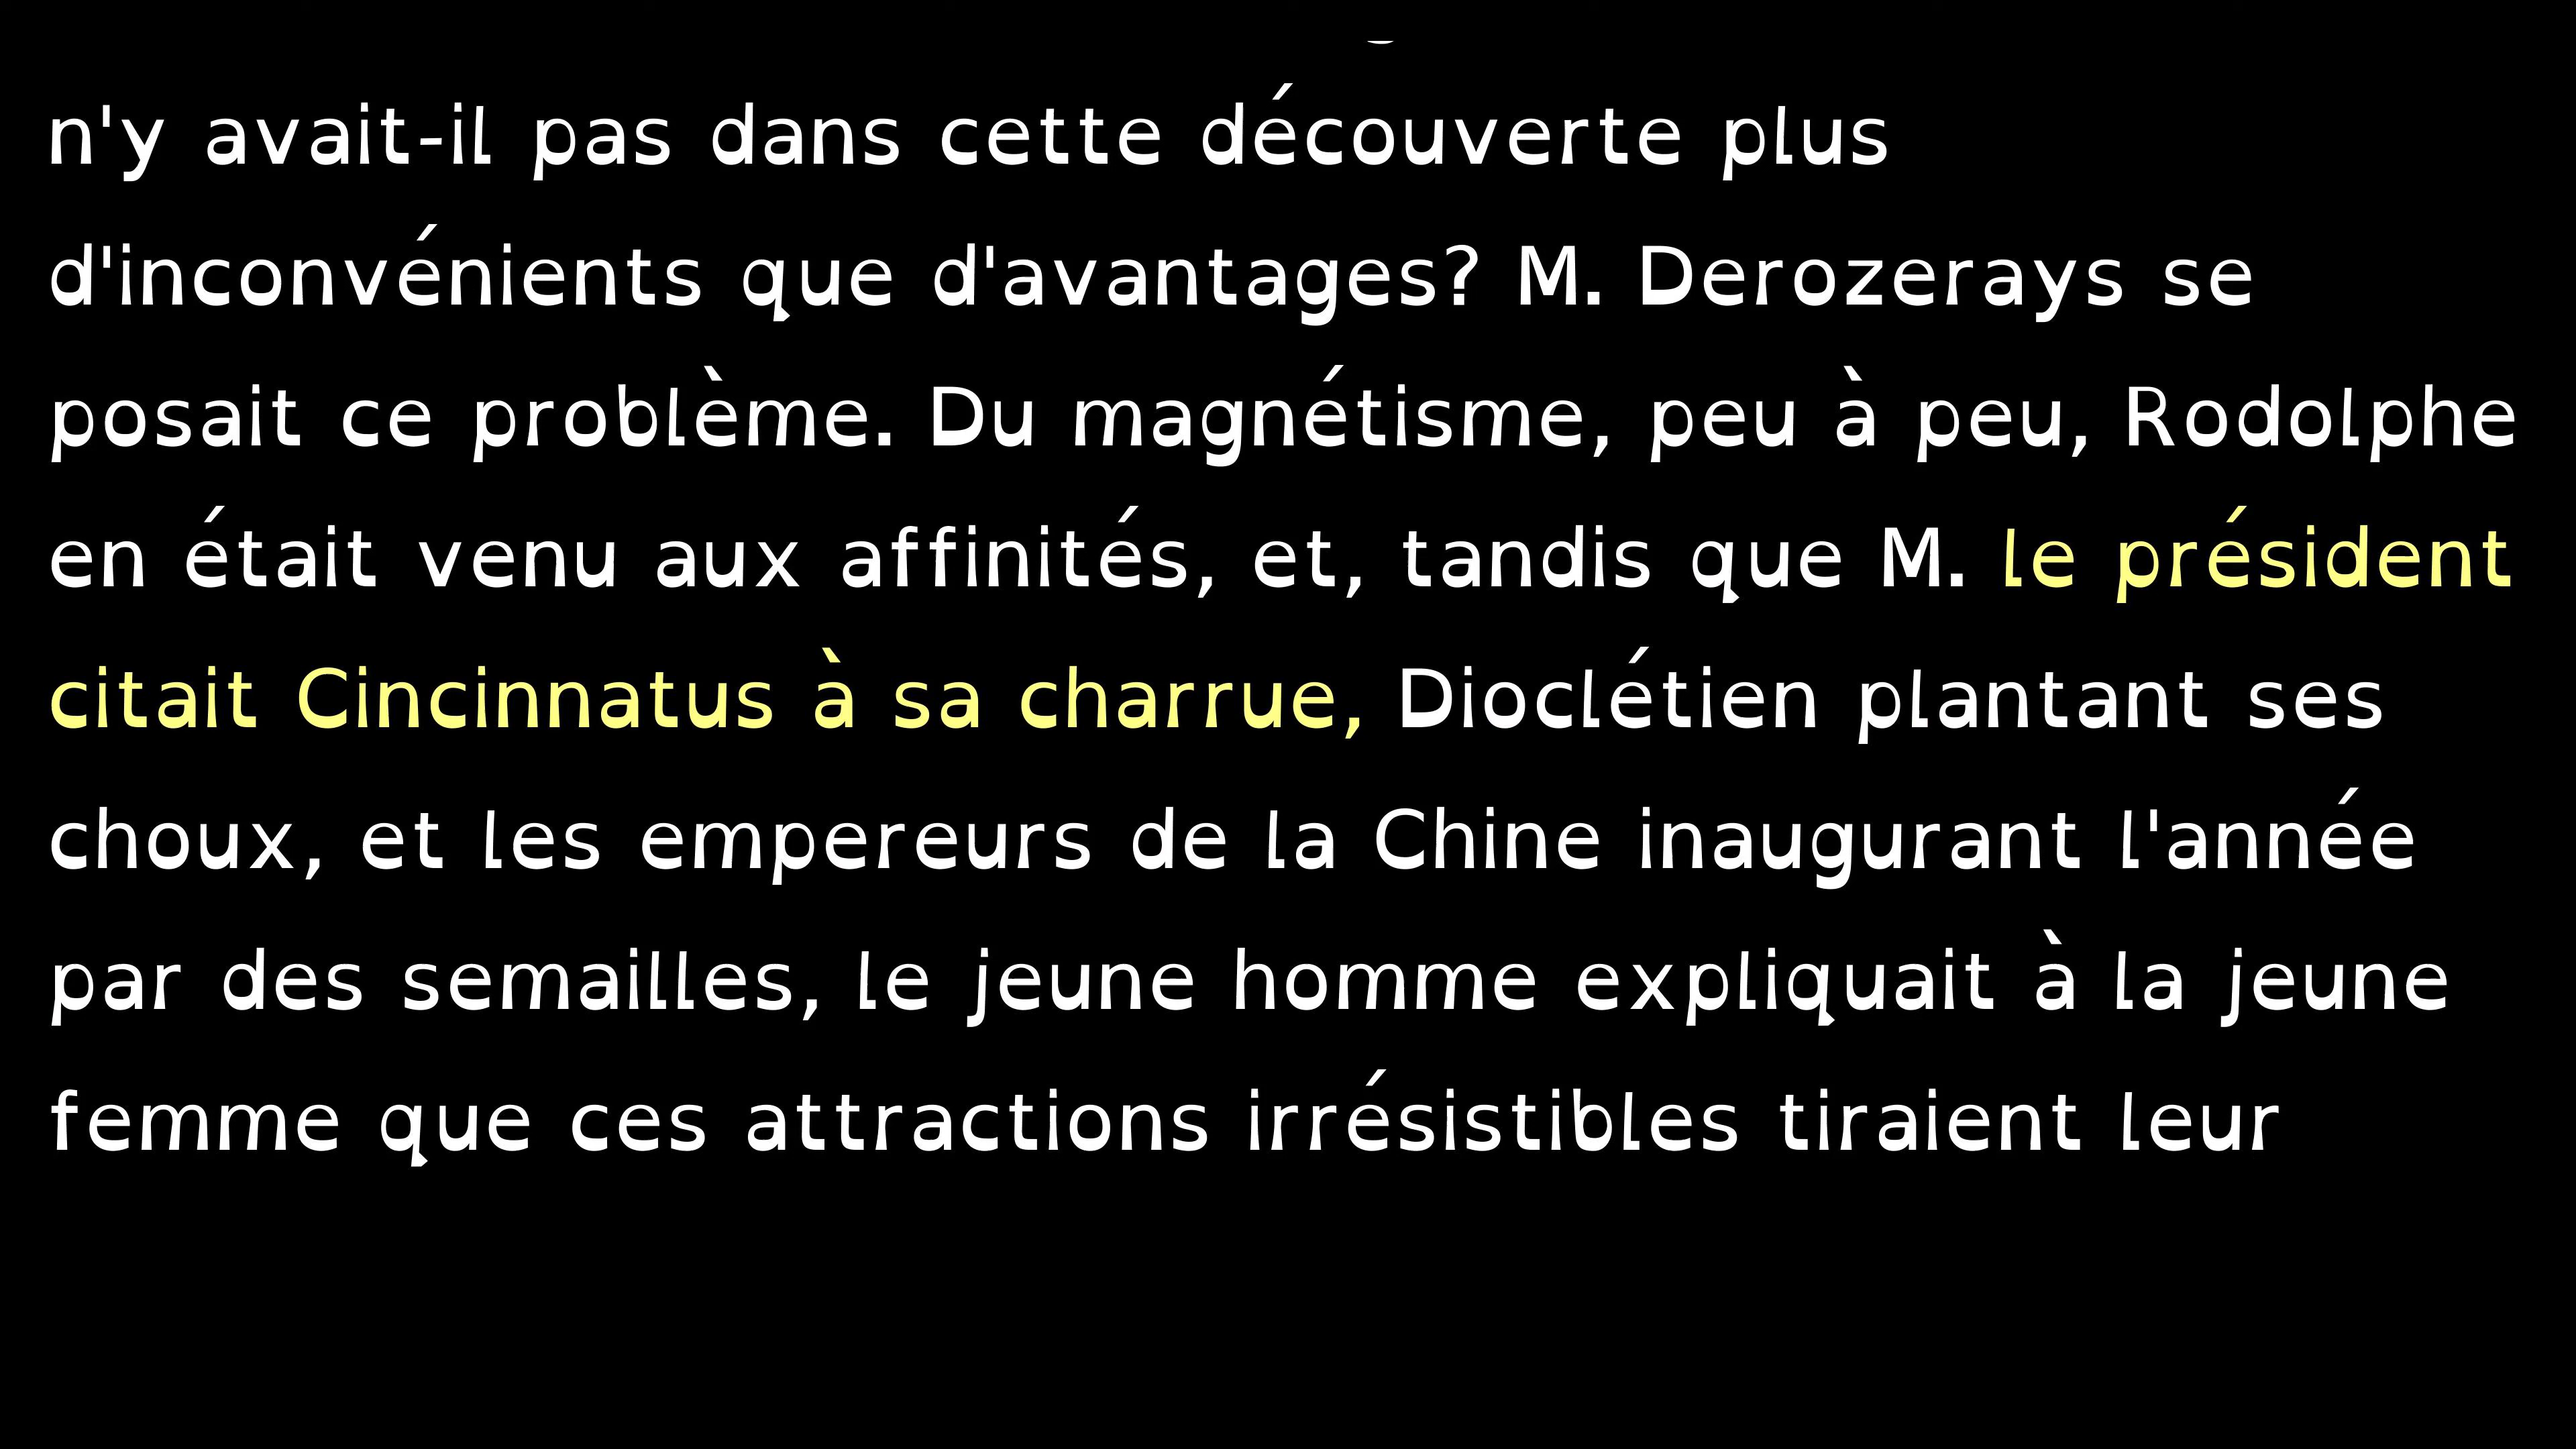 n'y avait-il pas dans cette découverte plus
d'inconvénients que d'avantages? M. Derozerays se
posait ce problème. Du magnétisme, peu à peu, Rodolphe
en était venu aux affinités, et, tandis que M. le président
citait Cincinnatus à sa charrue, Dioclétien plantant ses
choux, et les empereurs de la Chine inaugurant l'année
par des semailles, le jeune homme expliquait à la jeune
femme que ces attractions irrésistibles tiraient leur